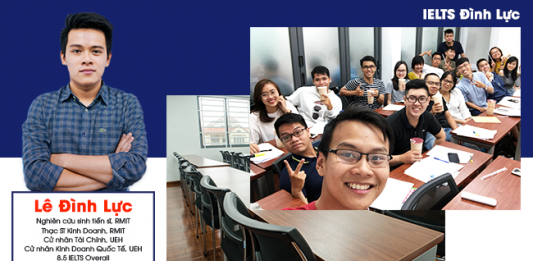 IELTS Đình Lực
Lê Đình Lực
Nghiên cứu sinh tiến sĩ, RMIT
Thạc Sĩ Kinh Doanh, RMIT
Cử nhân Tài Chính, UEH
Cử nhân Kinh Doanh Quốc Tế, UEH
8.5 IELTS Overall